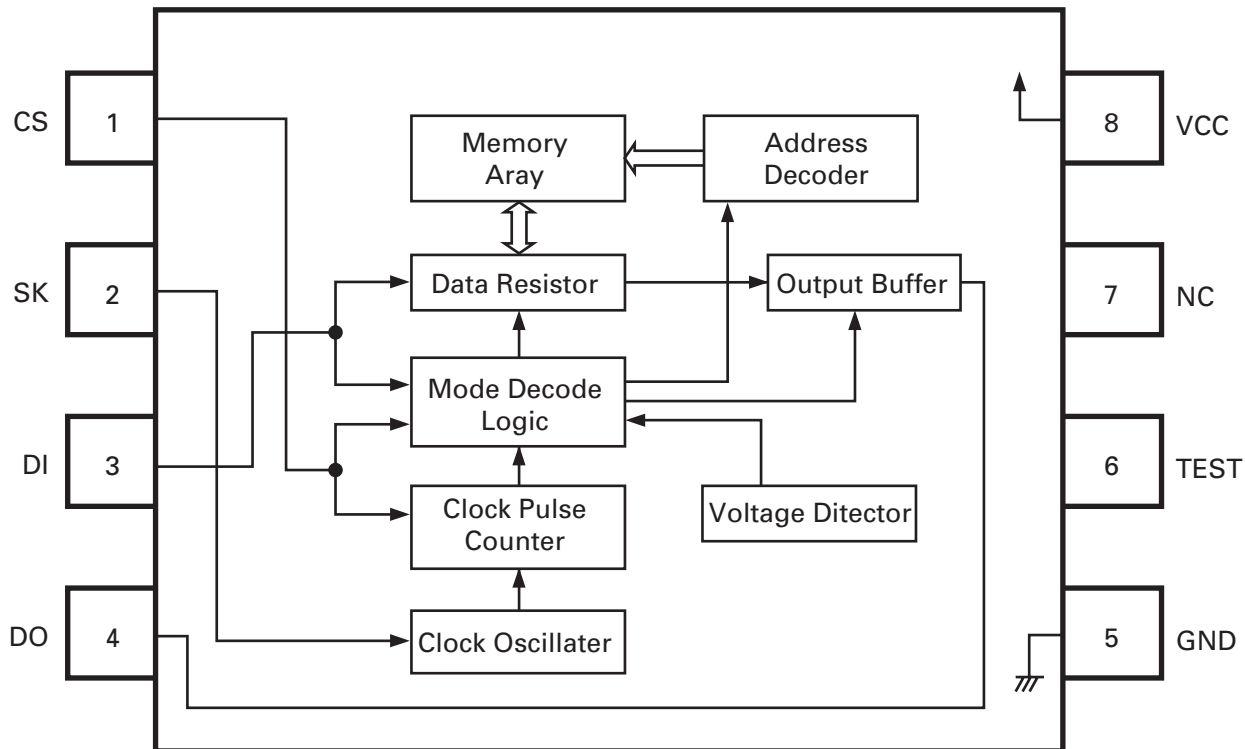 CS
1
SK
2
DI
3
DO
4
Memory
Aray
Address
Decoder
Data Resistor
Output Buffer
Mode Decode
Logic
Clock Pulse
Counter
Voltage Ditector
Clock Oscillater
8
VCC
7
NC
6
TEST
5
GND